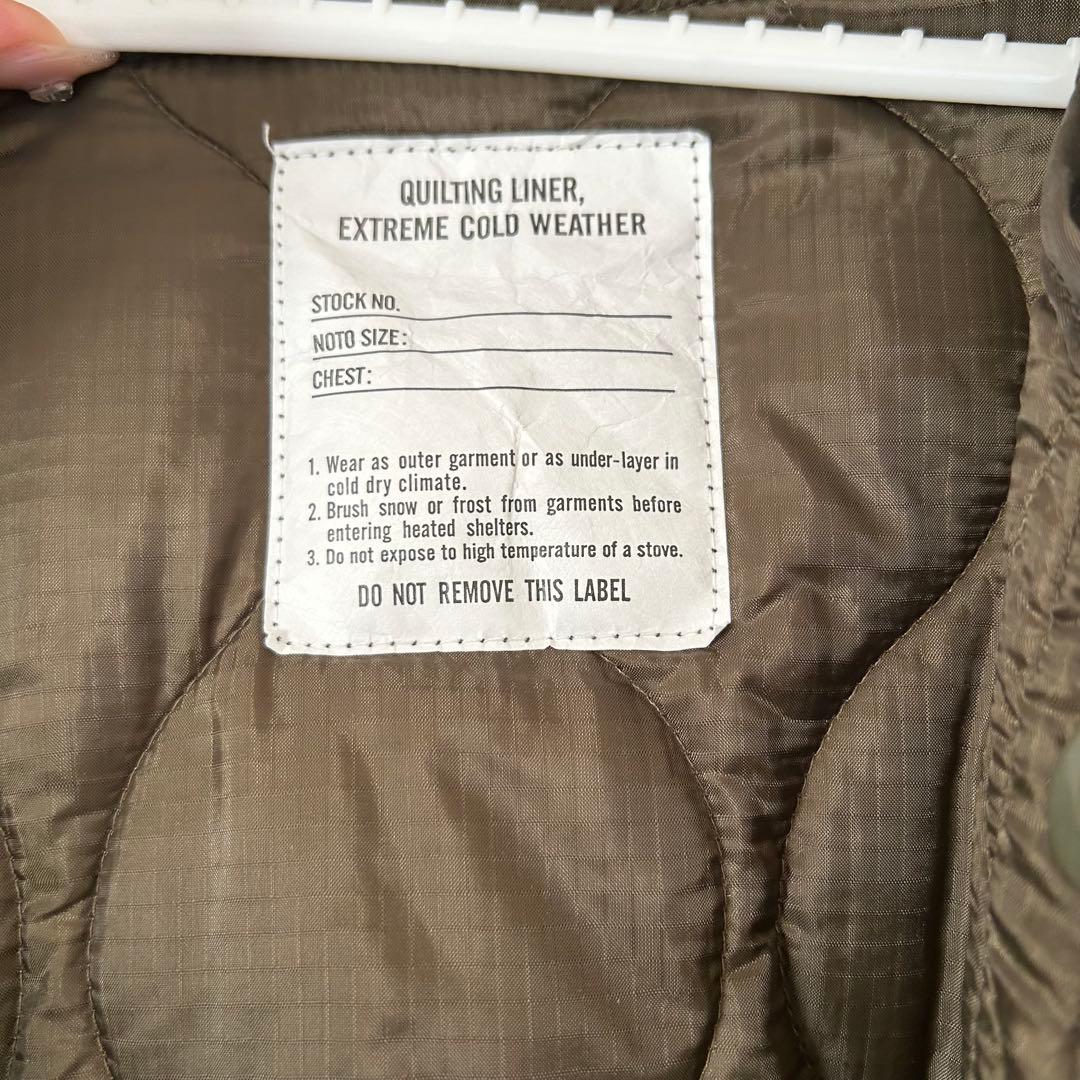 QUILTING LINER,
EXTREME COLD WEATHER
STOCK NO.
NOTO SIZE:
CHEST:
1. Wear as outer garment or as under-layer in
cold dry climate.
2. Brush snow or frost from garments before
entering heated shelters.
3. Do not expose to high temperature of a stove.
DO NOT REMOVE THIS LABEL